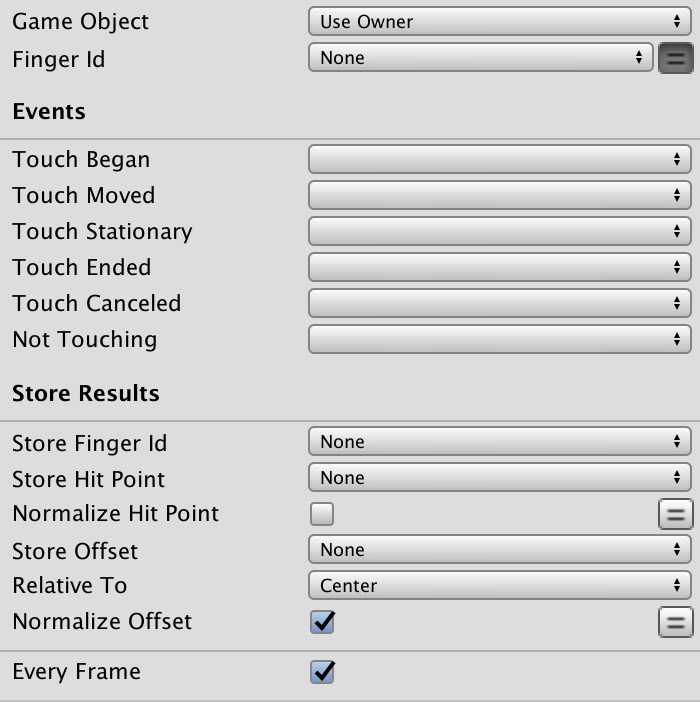 Game Object Use Owner
Finger Id None
Events
Touch Began
Touch Moved
Touch Stationary
Touch Ended
Touch Canceled
Not Touching
Store Results
Store Finger Id None
Store Hit Point None
Normalize Hit Point
Store Offset None
Relative To Center
Normalize Offset
Every Frame